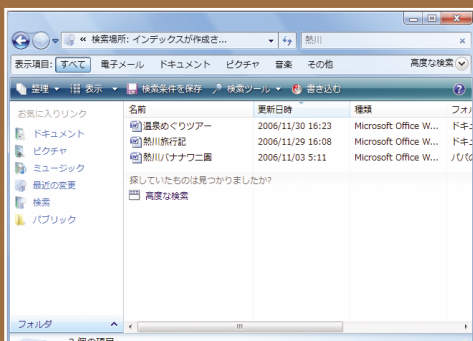 « 検索場所: インデックスが作成さ... 熱川
表示項目: すべて 電子メール ドキュメント ピクチャ 音楽 その他 高度な検索
整理 表示 検索条件を保存 検索ツール 書き込む
お気に入りリンク
ドキュメント
ピクチャ
ミュージック
最近の変更
検索
パブリック
フォルダ
名前 更新日時 種類 フォル
温泉めぐりツアー 2006/11/30 16:23 Microsoft Office W... ドキュ
熱川旅行記 2006/11/29 16:08 Microsoft Office W... ドキュ
熱川バナナワニ園 2006/11/03 5:11 Microsoft Office W... パパの
探していたものは見つかりましたか?
高度な検索
3 個の項目